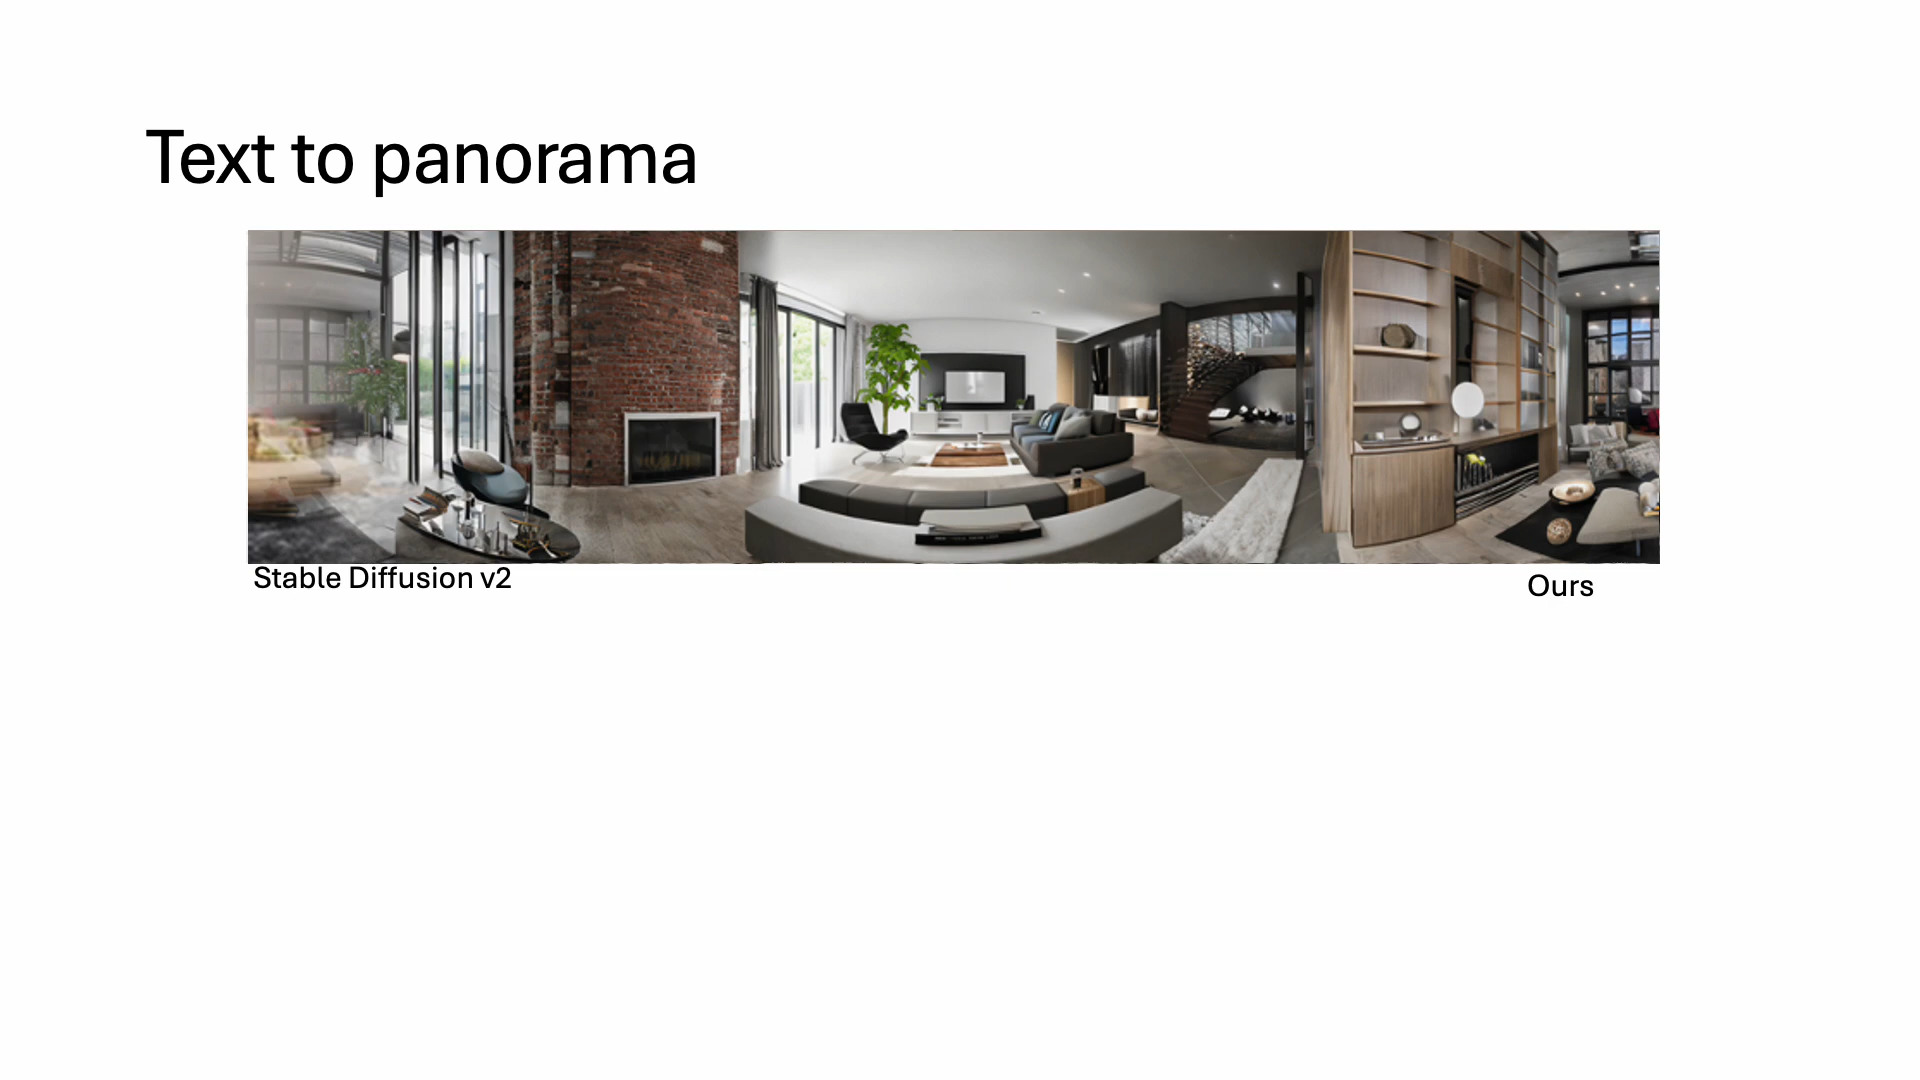 Text to panorama
Stable Diffusion v2
Ours